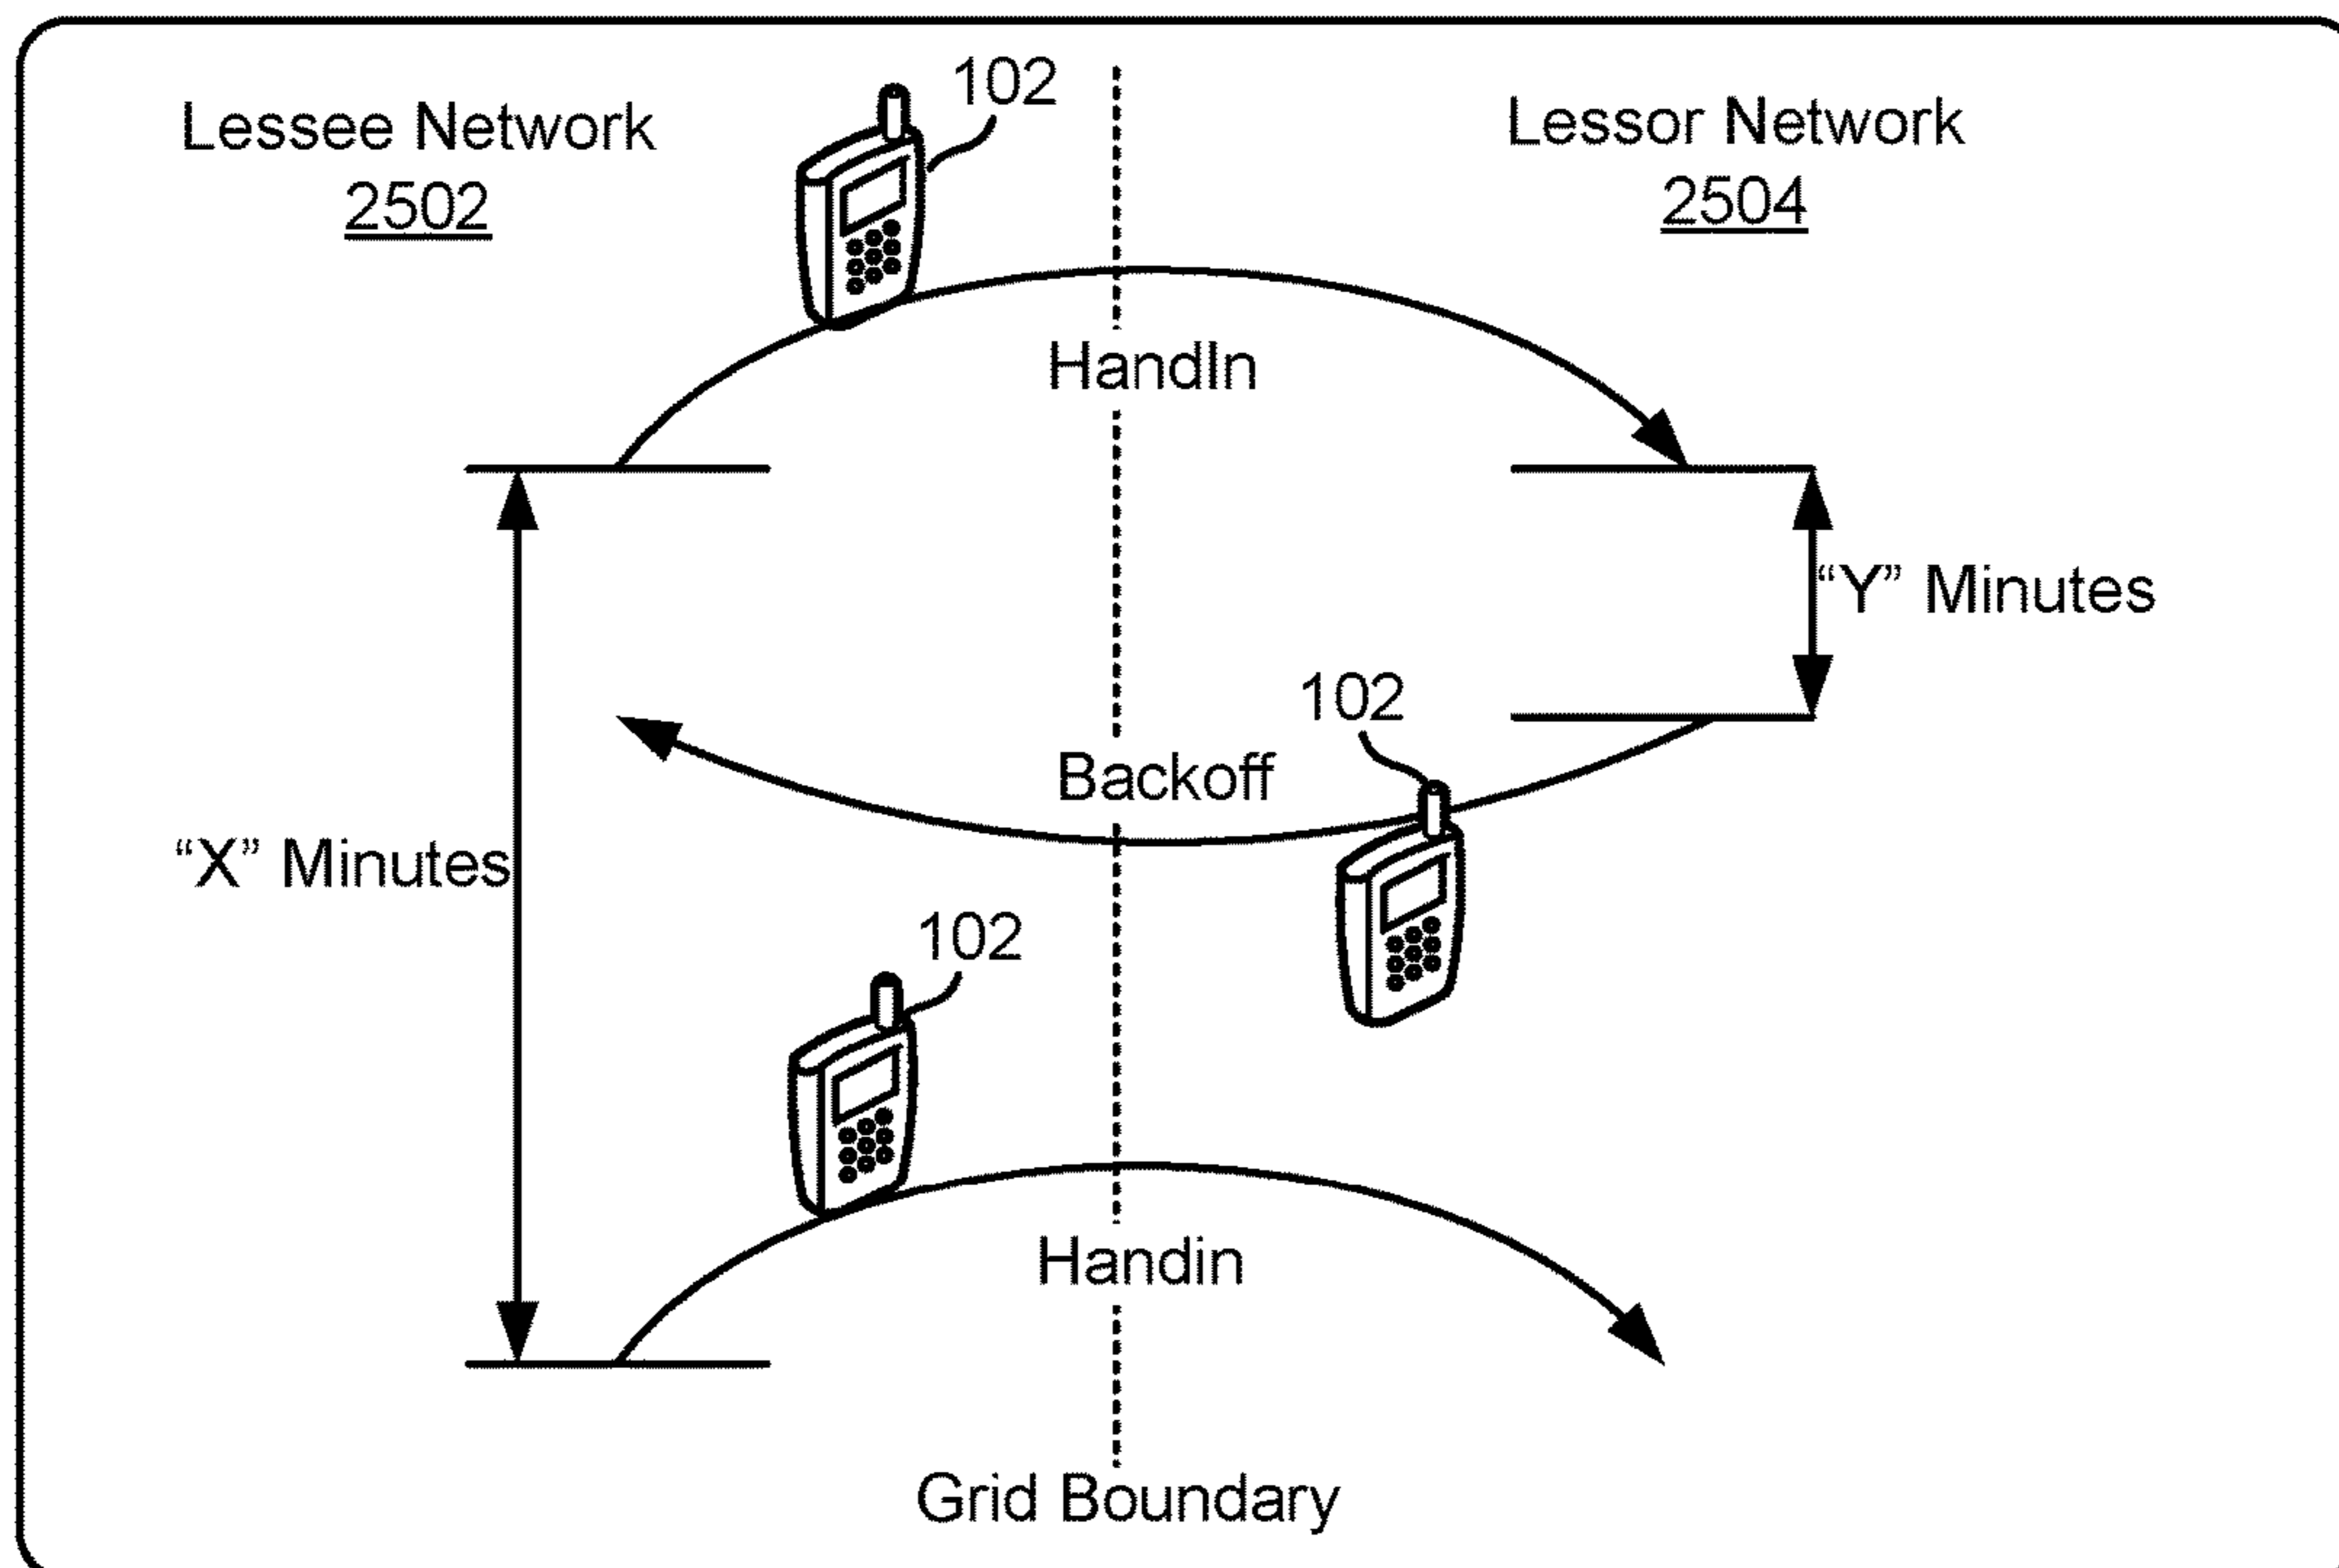 102
Lessee Network
2502
Lessor Network
2504
HandIn
“Y” Minutes
102
Backoff
“X” Minutes
102
Handin
Grid Boundary